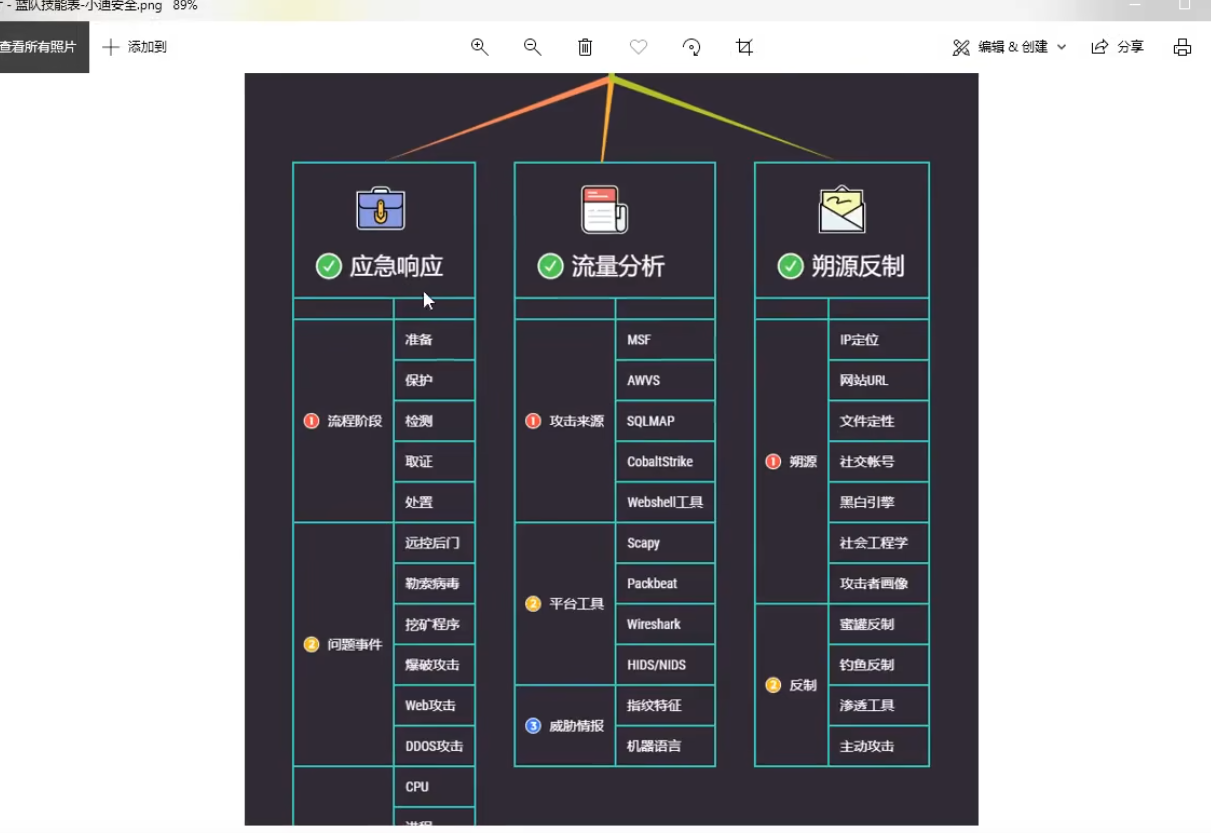 蓝队技能表-小迪安全.png 89%
查看所有照片
添加到
编辑 & 创建
分享
应急响应
流程阶段
准备
保护
检测
取证
处置
问题事件
远控后门
勒索病毒
挖矿程序
爆破攻击
Web攻击
DDOS攻击
CPU
进程
流量分析
攻击来源
MSF
AWVS
SQLMAP
CobaltStrike
Webshell工具
平台工具
Scapy
Packbeat
Wireshark
HIDS/NIDS
威胁情报
指纹特征
机器语言
朔源反制
朔源
IP定位
网站URL
文件定性
社交帐号
黑白引擎
社会工程学
攻击者画像
反制
蜜罐反制
钓鱼反制
渗透工具
主动攻击